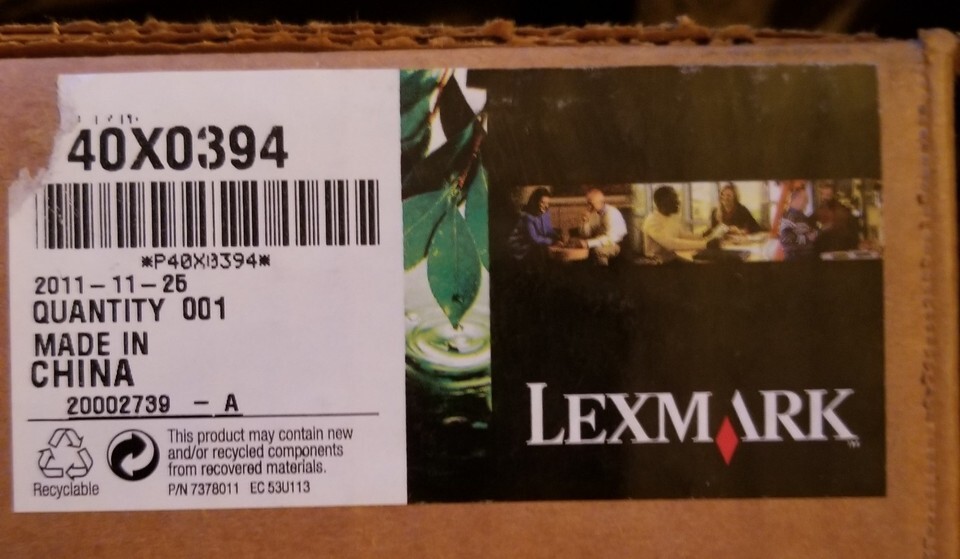 40X0394
*P40X0394*
2011-11-25
QUANTITY 001
MADE IN
CHINA
20002739 - A
This product may contain new
and/or recycled components
from recovered materials.
Recyclable
P/N 7378011 EC 53U113
LEXMARK